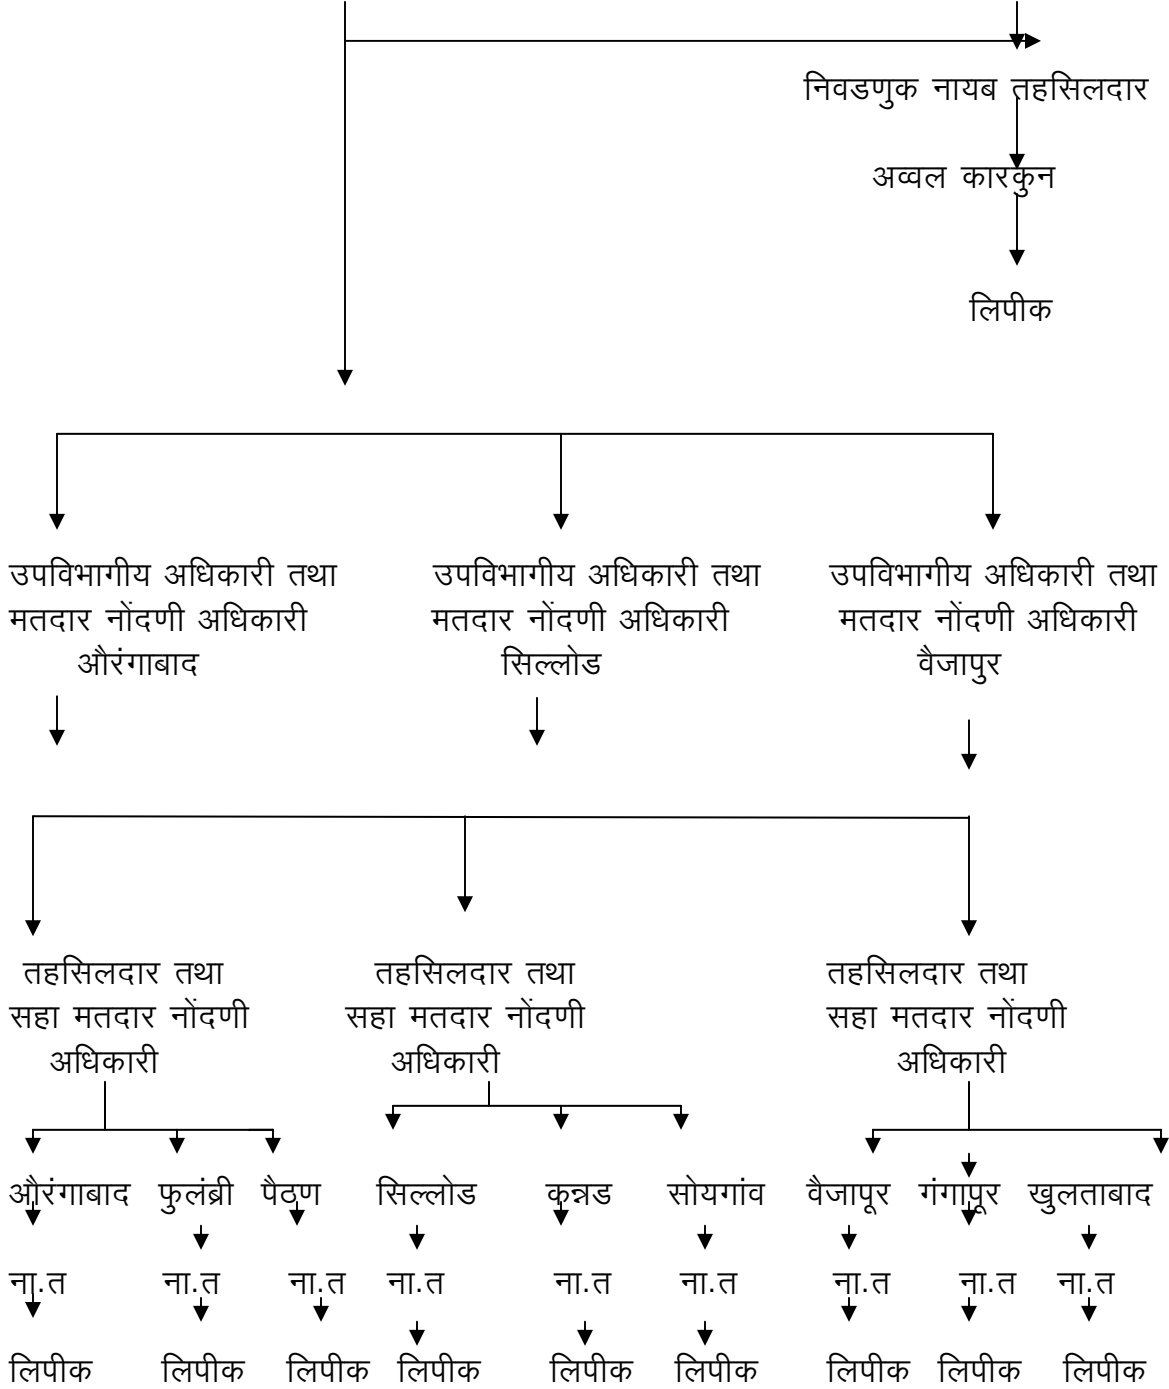 निवडणुक नायब तहसिलदार
अव्वल कारकुन
लिपीक
उपविभागीय अधिकारी तथा उपविभागीय अधिकारी तथा उपविभागीय अधिकारी तथा
मतदार नोंदणी अधिकारी मतदार नोंदणी अधिकारी मतदार नोंदणी अधिकारी
औरंगाबाद सिल्लोड वैजापुर
तहसिलदार तथा तहसिलदार तथा तहसिलदार तथा
सहा मतदार नोंदणी सहा मतदार नोंदणी सहा मतदार नोंदणी
अधिकारी अधिकारी अधिकारी
औरंगाबाद फुलंब्री पैठण सिल्लोड कन्नड सोयगांव वैजापूर गंगापूर खुलताबाद
ना.त ना.त ना.त ना.त ना.त ना.त ना.त ना.त ना.त
लिपीक लिपीक लिपीक लिपीक लिपीक लिपीक लिपीक लिपीक लिपीक